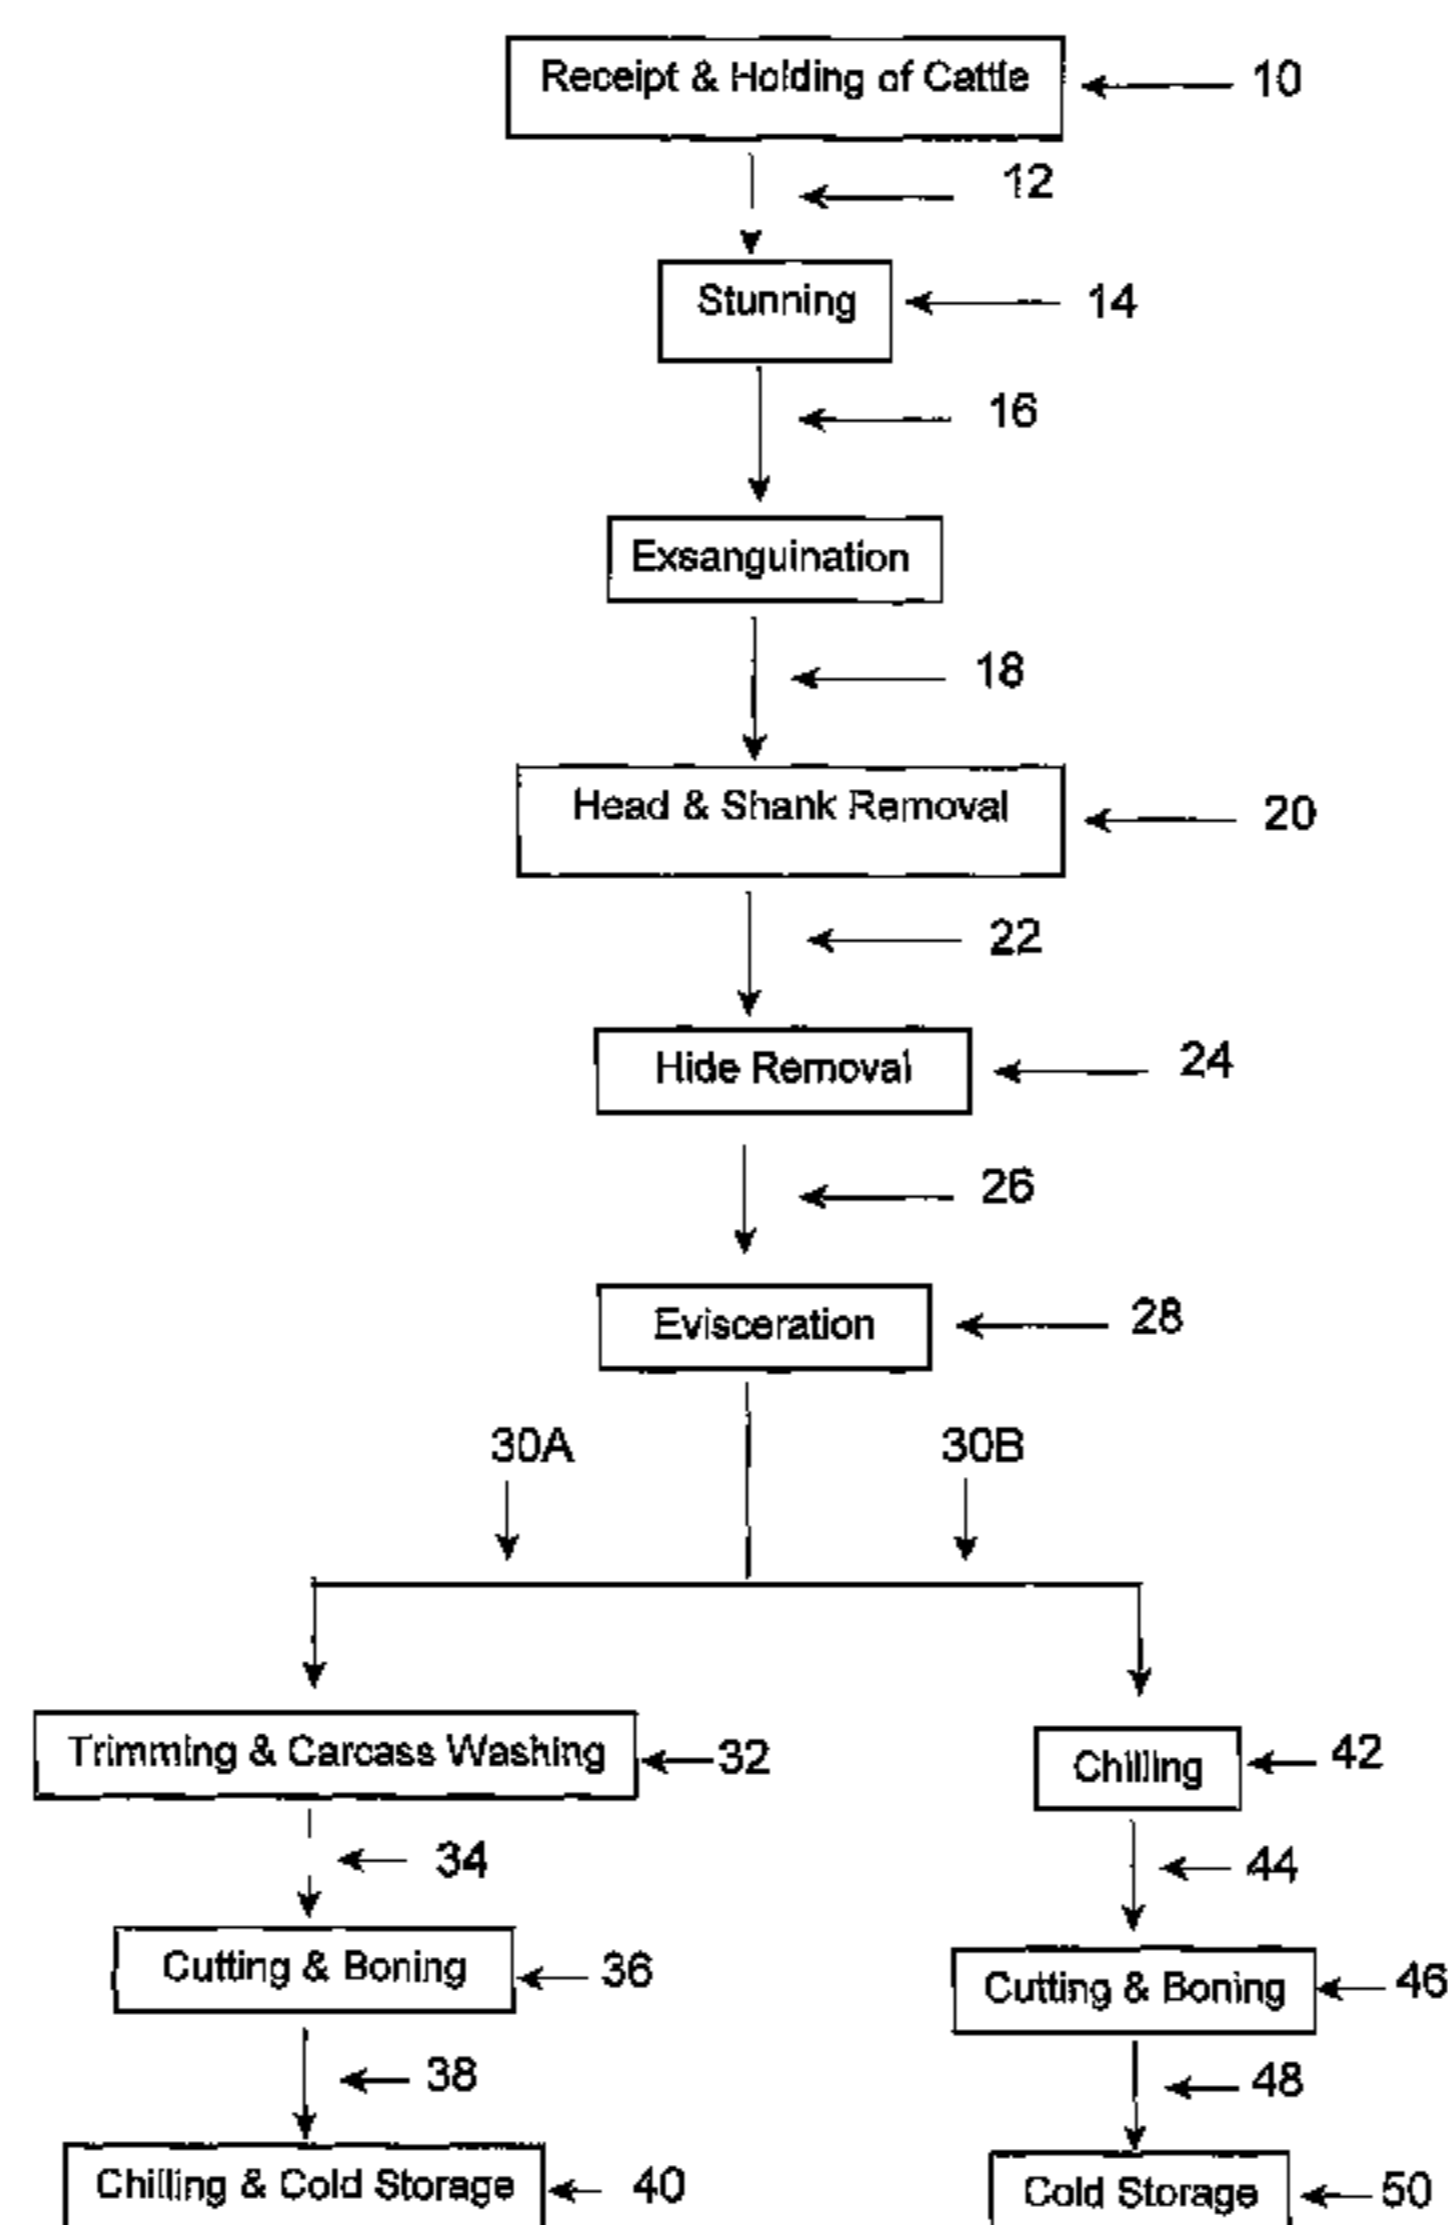 Receipt & Holding of Cattle
10
12
Stunning
14
16
Exsanguination
18
Head & Shank Removal
20
22
Hide Removal
24
26
Evisceration
28
30A
30B
Trimming & Carcass Washing
32
Chilling
42
34
44
Cutting & Boning
36
Cutting & Boning
46
38
48
Chilling & Cold Storage
40
Cold Storage
50